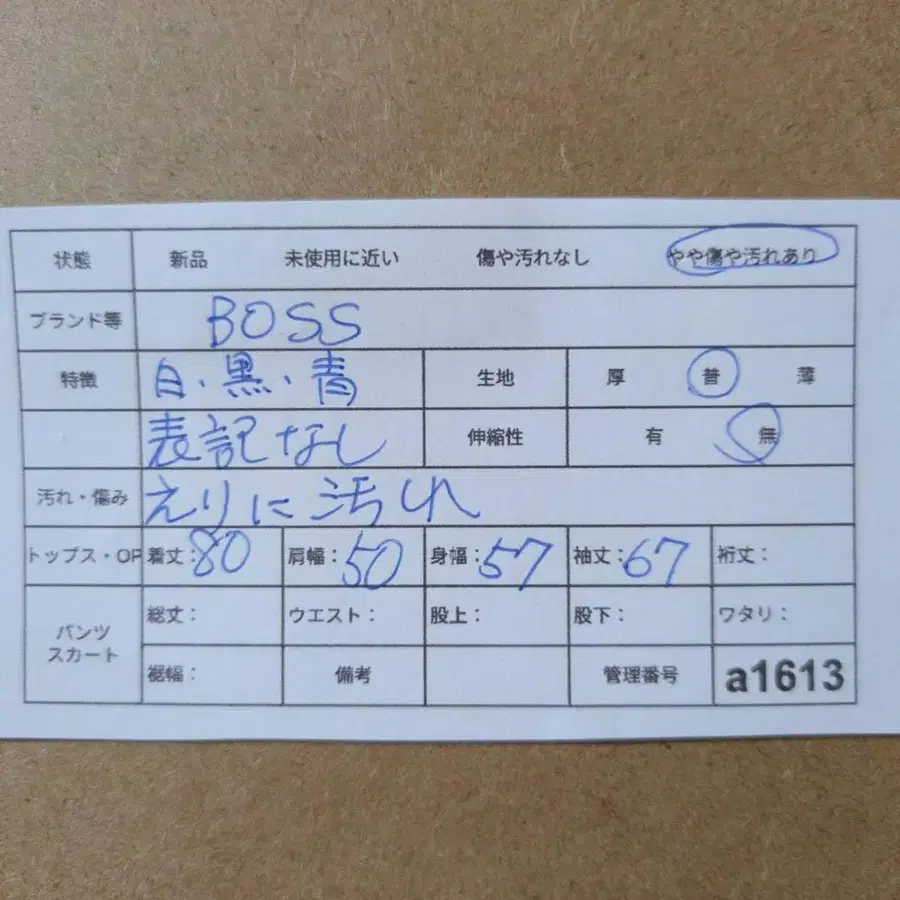 状態 新品 未使用に近い 傷や汚れなし やや傷や汚れあり
ブランド等 BOSS
特徴 白・黒・青 生地 厚 普 薄
表記なし 伸縮性 有 無
汚れ・傷み えりに汚れ
トップス・OP 着丈:80 肩幅:50 身幅:57 袖丈:67 裄丈:
パンツ スカート 総丈: ウエスト: 股上: 股下: ワタリ:
裾幅: 備考 管理番号 a1613